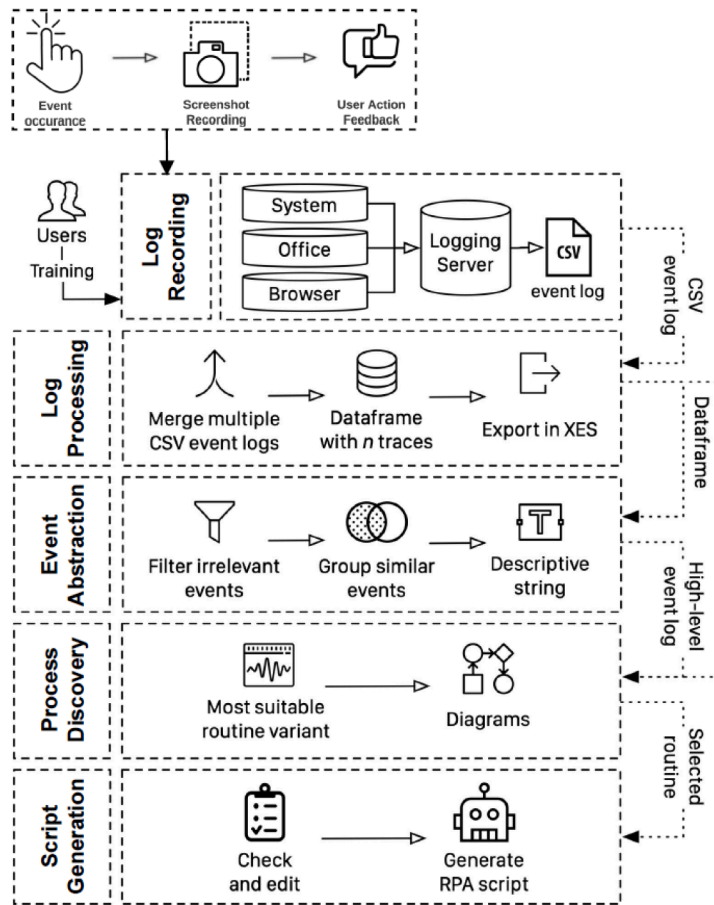 Event
occurance
Screenshot
Recording
User Action
Feedback
Users
Training
Log
Recording
System
Office
Browser
Logging
Server
CSV
event log
CSV
event log
Log
Processing
Merge multiple
CSV event logs
Dataframe
with n traces
Export in XES
Dataframe
Event
Abstraction
Filter irrelevant
events
Group similar
events
T
Descriptive
string
High-level
event log
Process
Discovery
Most suitable
routine variant
Diagrams
Selected
routine
Script
Generation
Check
and edit
Generate
RPA script